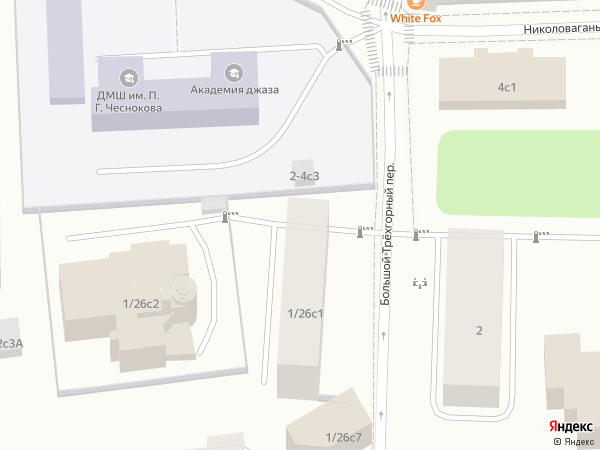 White Fox
Николоваган
4с1
ДМШ им. П.
Г. Чеснокова
Академия джаза
2-4с3
Большой Трёхгорный пер.
1/26с2
1/26с1
2
2с3А
1/26с7
Яндекс
© Яндекс